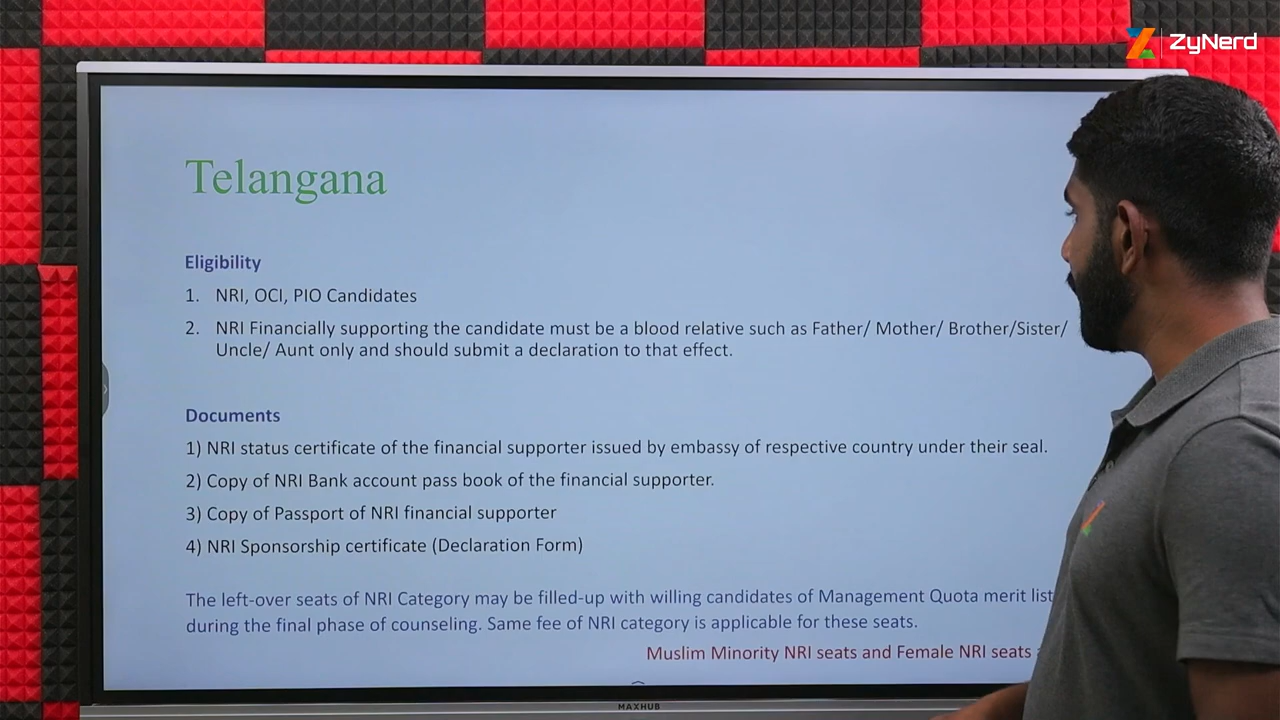 ZyNerd
Telangana
Eligibility
1. NRI, OCI, PIO Candidates
2. NRI Financially supporting the candidate must be a blood relative such as Father/ Mother/ Brother/Sister/
Uncle/ Aunt only and should submit a declaration to that effect.
Documents
1) NRI status certificate of the financial supporter issued by embassy of respective country under their seal.
2) Copy of NRI Bank account pass book of the financial supporter.
3) Copy of Passport of NRI financial supporter
4) NRI Sponsorship certificate (Declaration Form)
The left-over seats of NRI Category may be filled-up with willing candidates of Management Quota merit list
during the final phase of counseling. Same fee of NRI category is applicable for these seats.
Muslim Minority NRI seats and Female NRI seats
MAXHUB